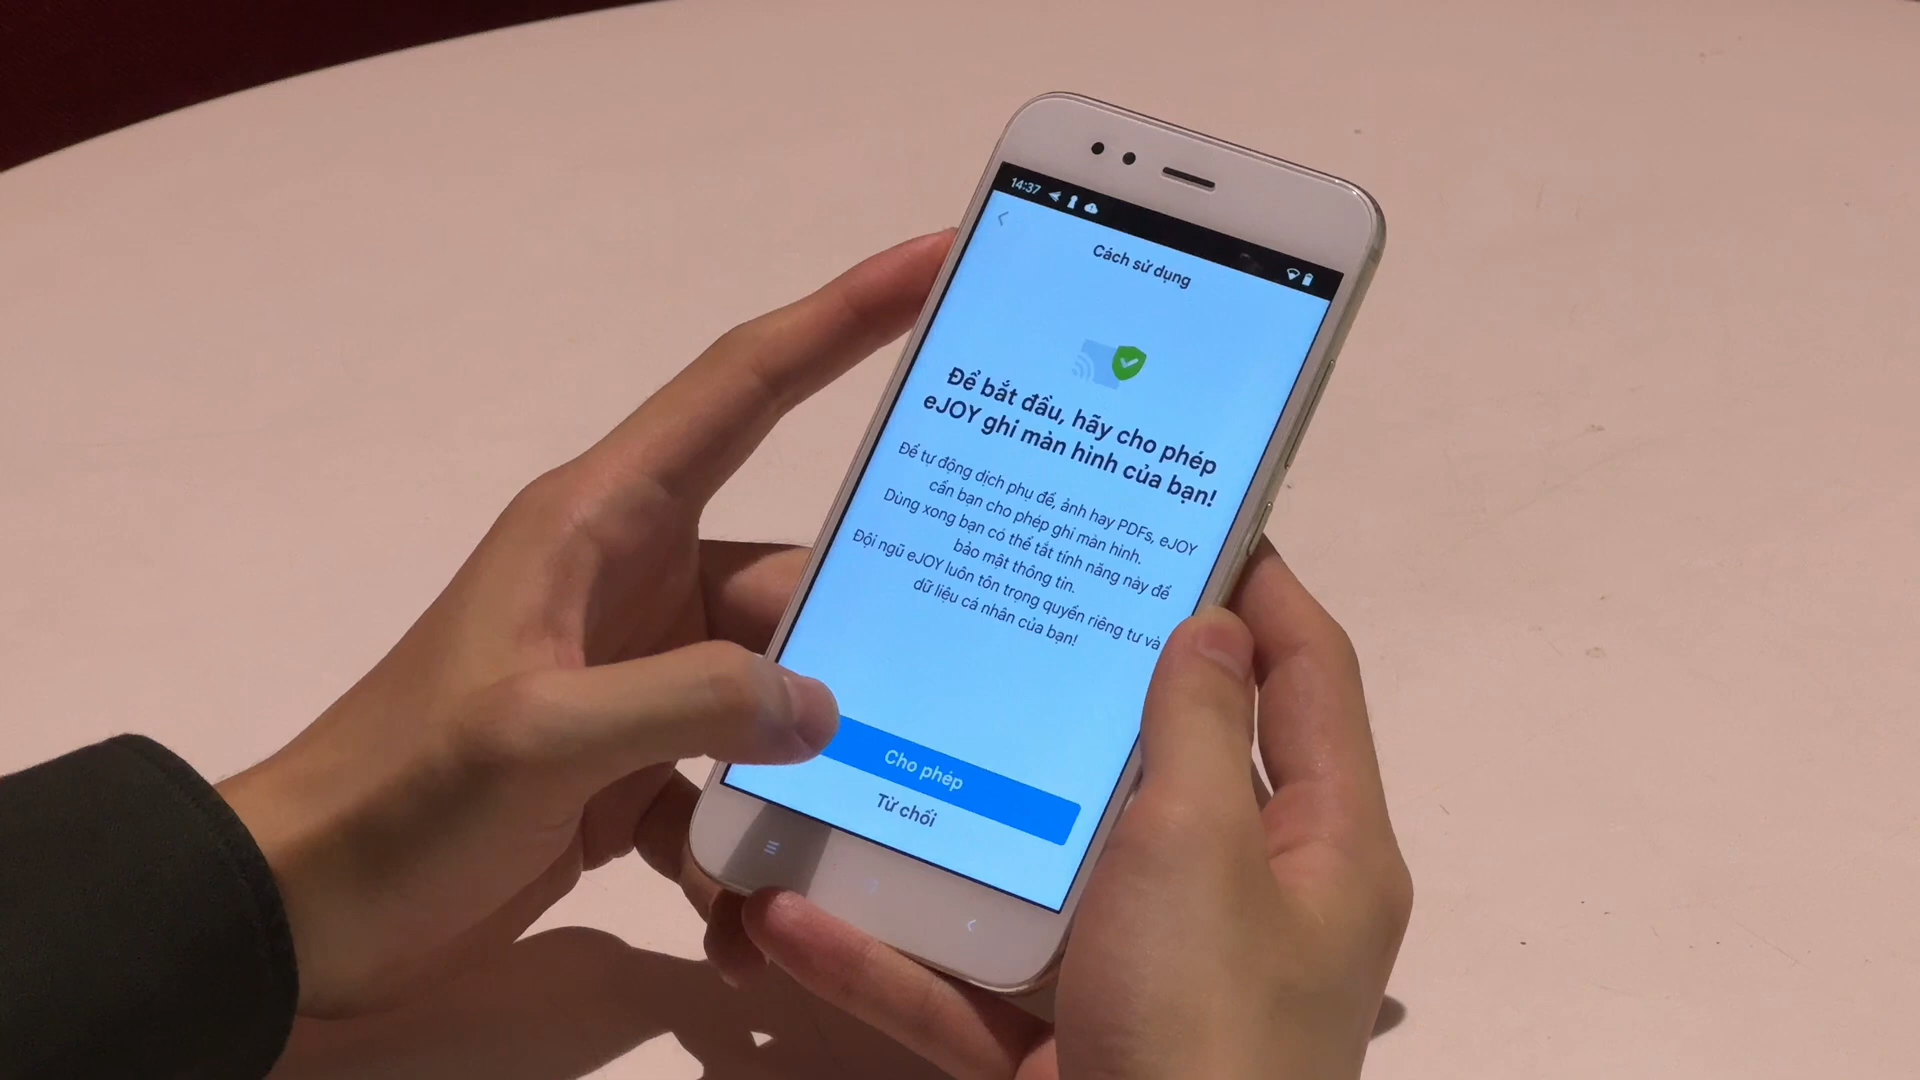 14:37
Cách sử dụng
Để bắt đầu, hãy cho phép
eJOY ghi màn hình của bạn!
Để tự động dịch phụ đề, ảnh hay PDFs, eJOY
cần bạn cho phép ghi màn hình.
Dùng xong bạn có thể tắt tính năng này để
bảo mật thông tin.
Đội ngũ eJOY luôn tôn trọng quyền riêng tư và
dữ liệu cá nhân của bạn!
Cho phép
Từ chối